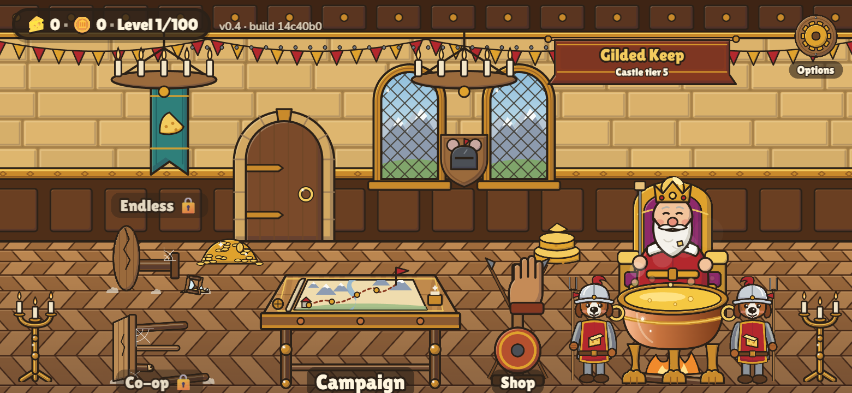 0 · 0 · Level 1/100
v0.4 · build 14c40b0
Gilded Keep
Castle tier 5
Options
Endless
Co-op
Campaign
Shop